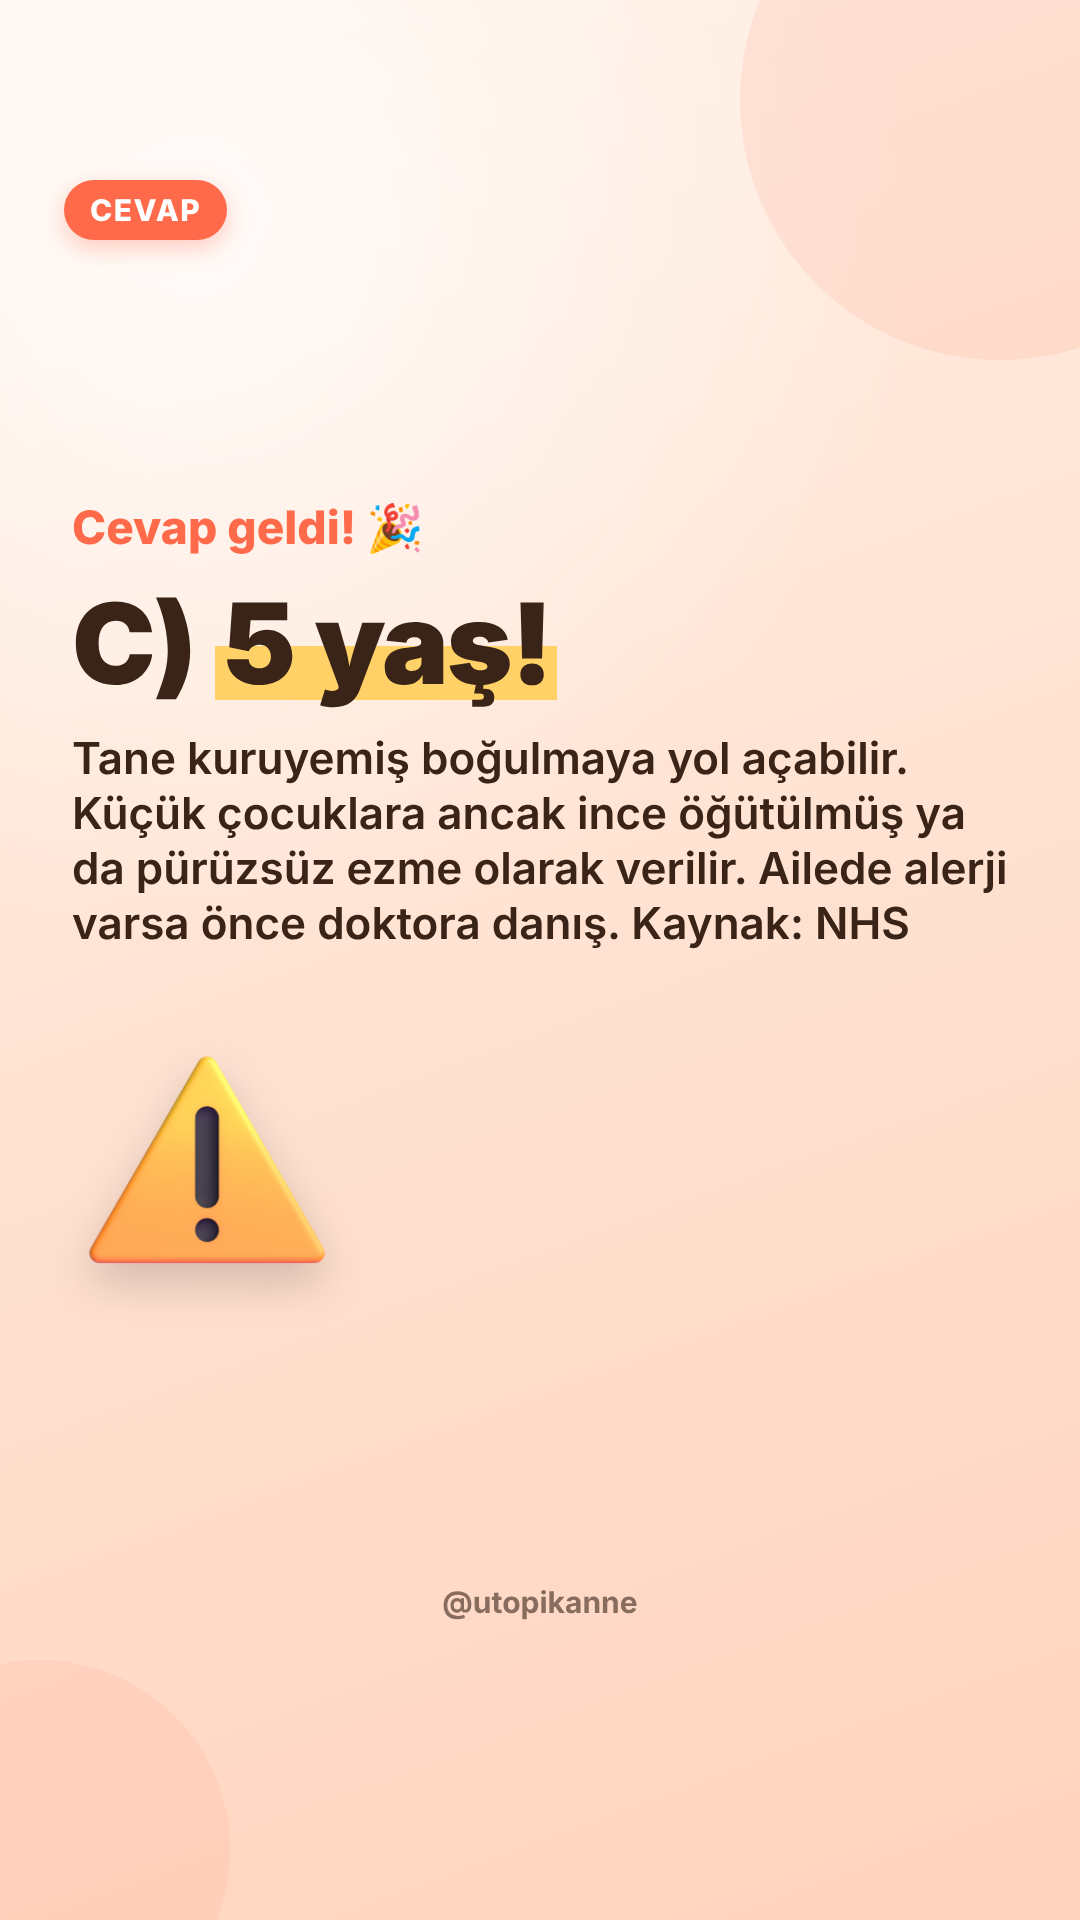 CEVAP
Cevap geldi! 🎉
C) 5 yaş!
Tane kuruyemiş boğulmaya yol açabilir.
Küçük çocuklara ancak ince öğütülmüş ya
da pürüzsüz ezme olarak verilir. Ailede alerji
varsa önce doktora danış. Kaynak: NHS
@utopikanne